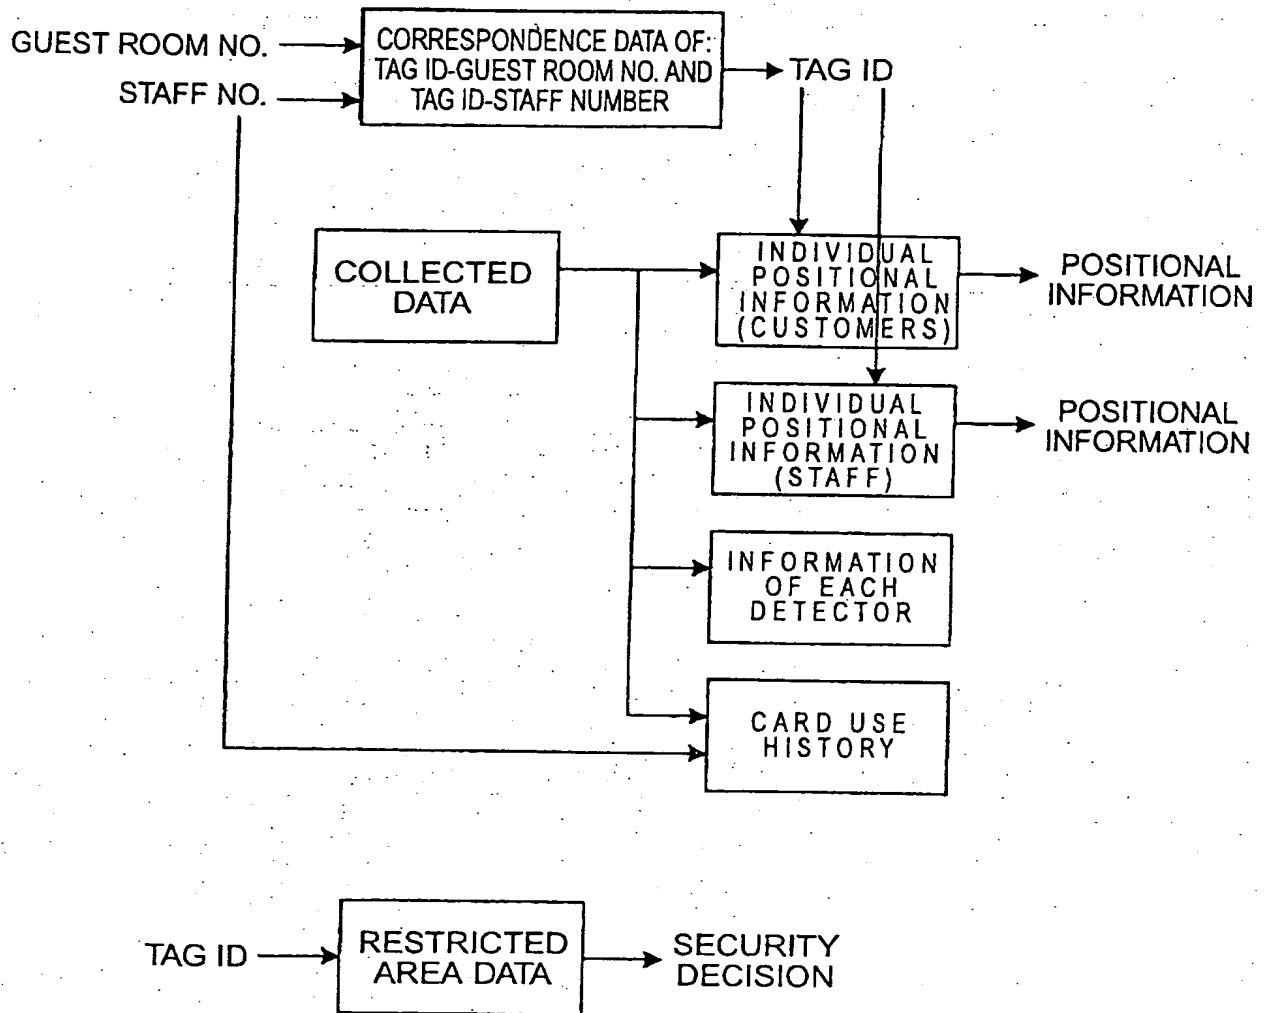 GUEST ROOM NO.
STAFF NO.
CORRESPONDENCE DATA OF:
TAG ID-GUEST ROOM NO. AND
TAG ID-STAFF NUMBER
TAG ID
COLLECTED
DATA
INDIVIDUAL
POSITIONAL
INFORMATION
(CUSTOMERS)
POSITIONAL
INFORMATION
INDIVIDUAL
POSITIONAL
INFORMATION
(STAFF)
POSITIONAL
INFORMATION
INFORMATION
OF EACH
DETECTOR
CARD USE
HISTORY
TAG ID
RESTRICTED
AREA DATA
SECURITY
DECISION